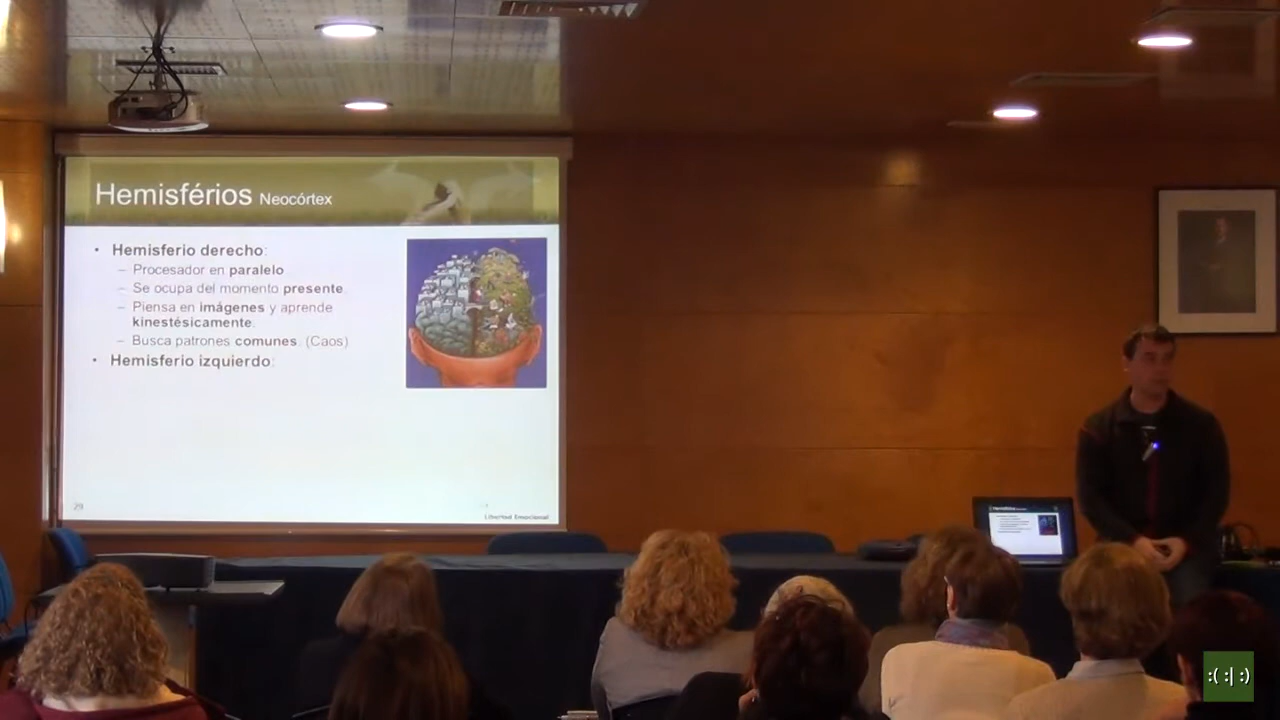 Hemisférios Neocórtex
• Hemisferio derecho:
– Procesador en paralelo
– Se ocupa del momento presente.
– Piensa en imágenes y aprende
kinestésicamente.
– Busca patrones comunes. (Caos)
• Hemisferio izquierdo:
29
Libertad Emocional
:( :| :)